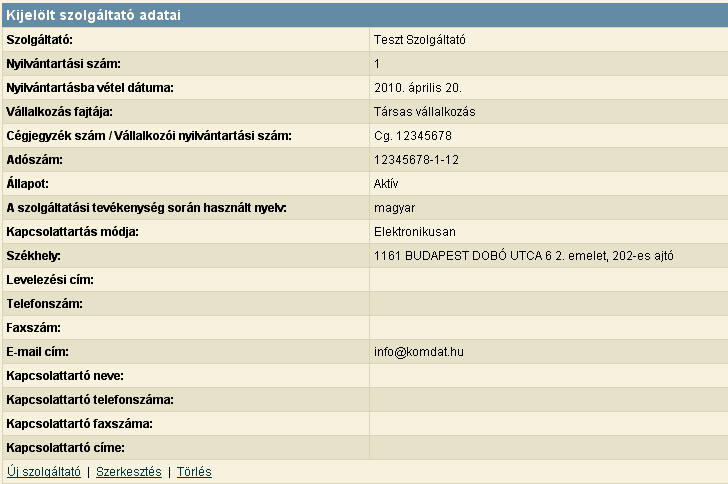 Kijelölt szolgáltató adatai
Szolgáltató: Teszt Szolgáltató
Nyilvántartási szám: 1
Nyilvántartásba vétel dátuma: 2010. április 20.
Vállalkozás fajtája: Társas vállalkozás
Cégjegyzék szám / Vállalkozói nyilvántartási szám: Cg. 12345678
Adószám: 12345678-1-12
Állapot: Aktív
A szolgáltatási tevékenység során használt nyelv: magyar
Kapcsolattartás módja: Elektronikusan
Székhely: 1161 BUDAPEST DOBÓ UTCA 6 2. emelet, 202-es ajtó
Levelezési cím:
Telefonszám:
Faxszám:
E-mail cím: info@komdat.hu
Kapcsolattartó neve:
Kapcsolattartó telefonszáma:
Kapcsolattartó faxszáma:
Kapcsolattartó címe:
Új szolgáltató | Szerkesztés | Törlés